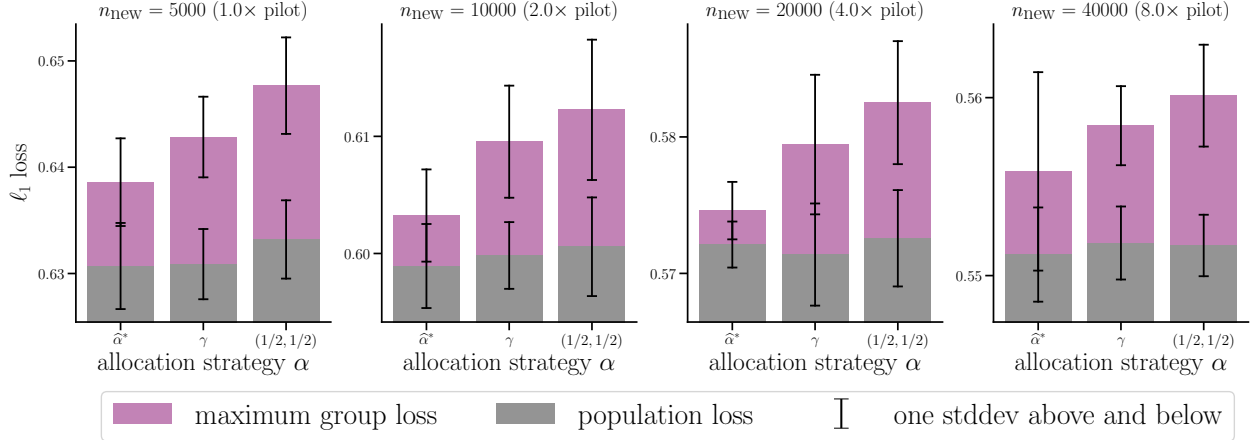 n_new = 5000 (1.0× pilot)
n_new = 10000 (2.0× pilot)
n_new = 20000 (4.0× pilot)
n_new = 40000 (8.0× pilot)
ℓ₁ loss
0.65
0.64
0.63
0.61
0.60
0.58
0.57
0.56
0.55
α̂* γ (1/2, 1/2)
α̂* γ (1/2, 1/2)
α̂* γ (1/2, 1/2)
α̂* γ (1/2, 1/2)
allocation strategy α
allocation strategy α
allocation strategy α
allocation strategy α
maximum group loss
population loss
one stddev above and below